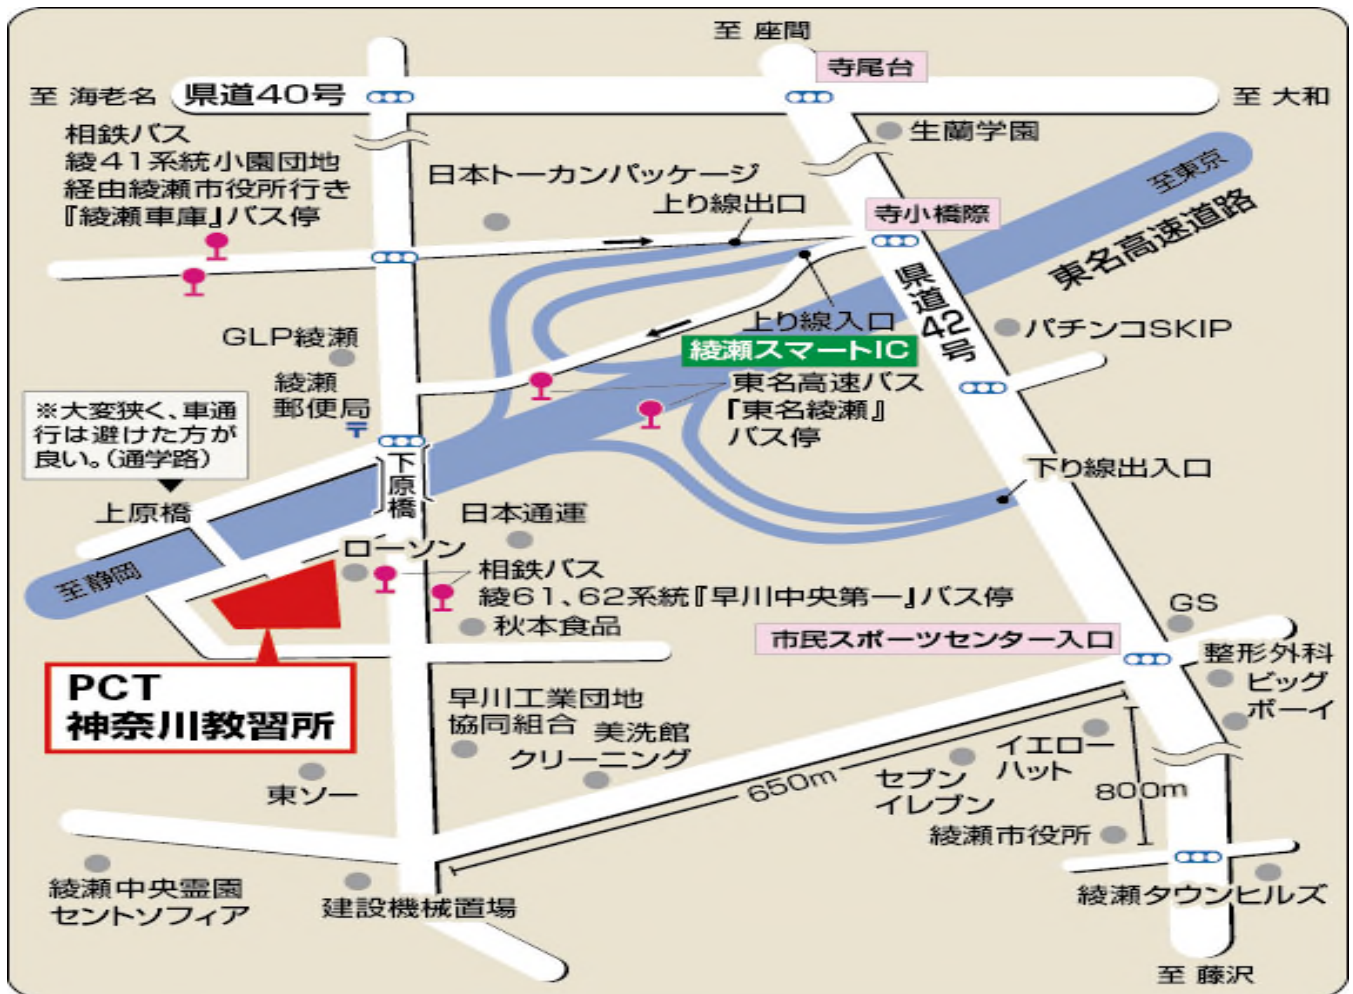 至 座間
寺尾台
至 海老名
県道40号
至 大和
相鉄バス
綾41系統小園団地
経由綾瀬市役所行き
『綾瀬車庫』バス停
生蘭学園
日本トーカンパッケージ
上り線出口
至東京
寺小橋際
東名高速道路
県道42号
上り線入口
パチンコSKIP
GLP綾瀬
綾瀬スマートIC
綾瀬
郵便局
東名高速バス
『東名綾瀬』
バス停
※大変狭く、車通
行は避けた方が
良い。(通学路)
下原橋
下り線出入口
上原橋
日本通運
ローソン
至静岡
相鉄バス
綾61、62系統『早川中央第一』バス停
秋本食品
GS
市民スポーツセンター入口
整形外科
ビッグ
ボーイ
PCT
神奈川教習所
早川工業団地
協同組合
美洗館
クリーニング
イエロー
ハット
セブン
イレブン
650m
800m
東ソー
綾瀬市役所
綾瀬中央霊園
セントソフィア
建設機械置場
綾瀬タウンヒルズ
至 藤沢